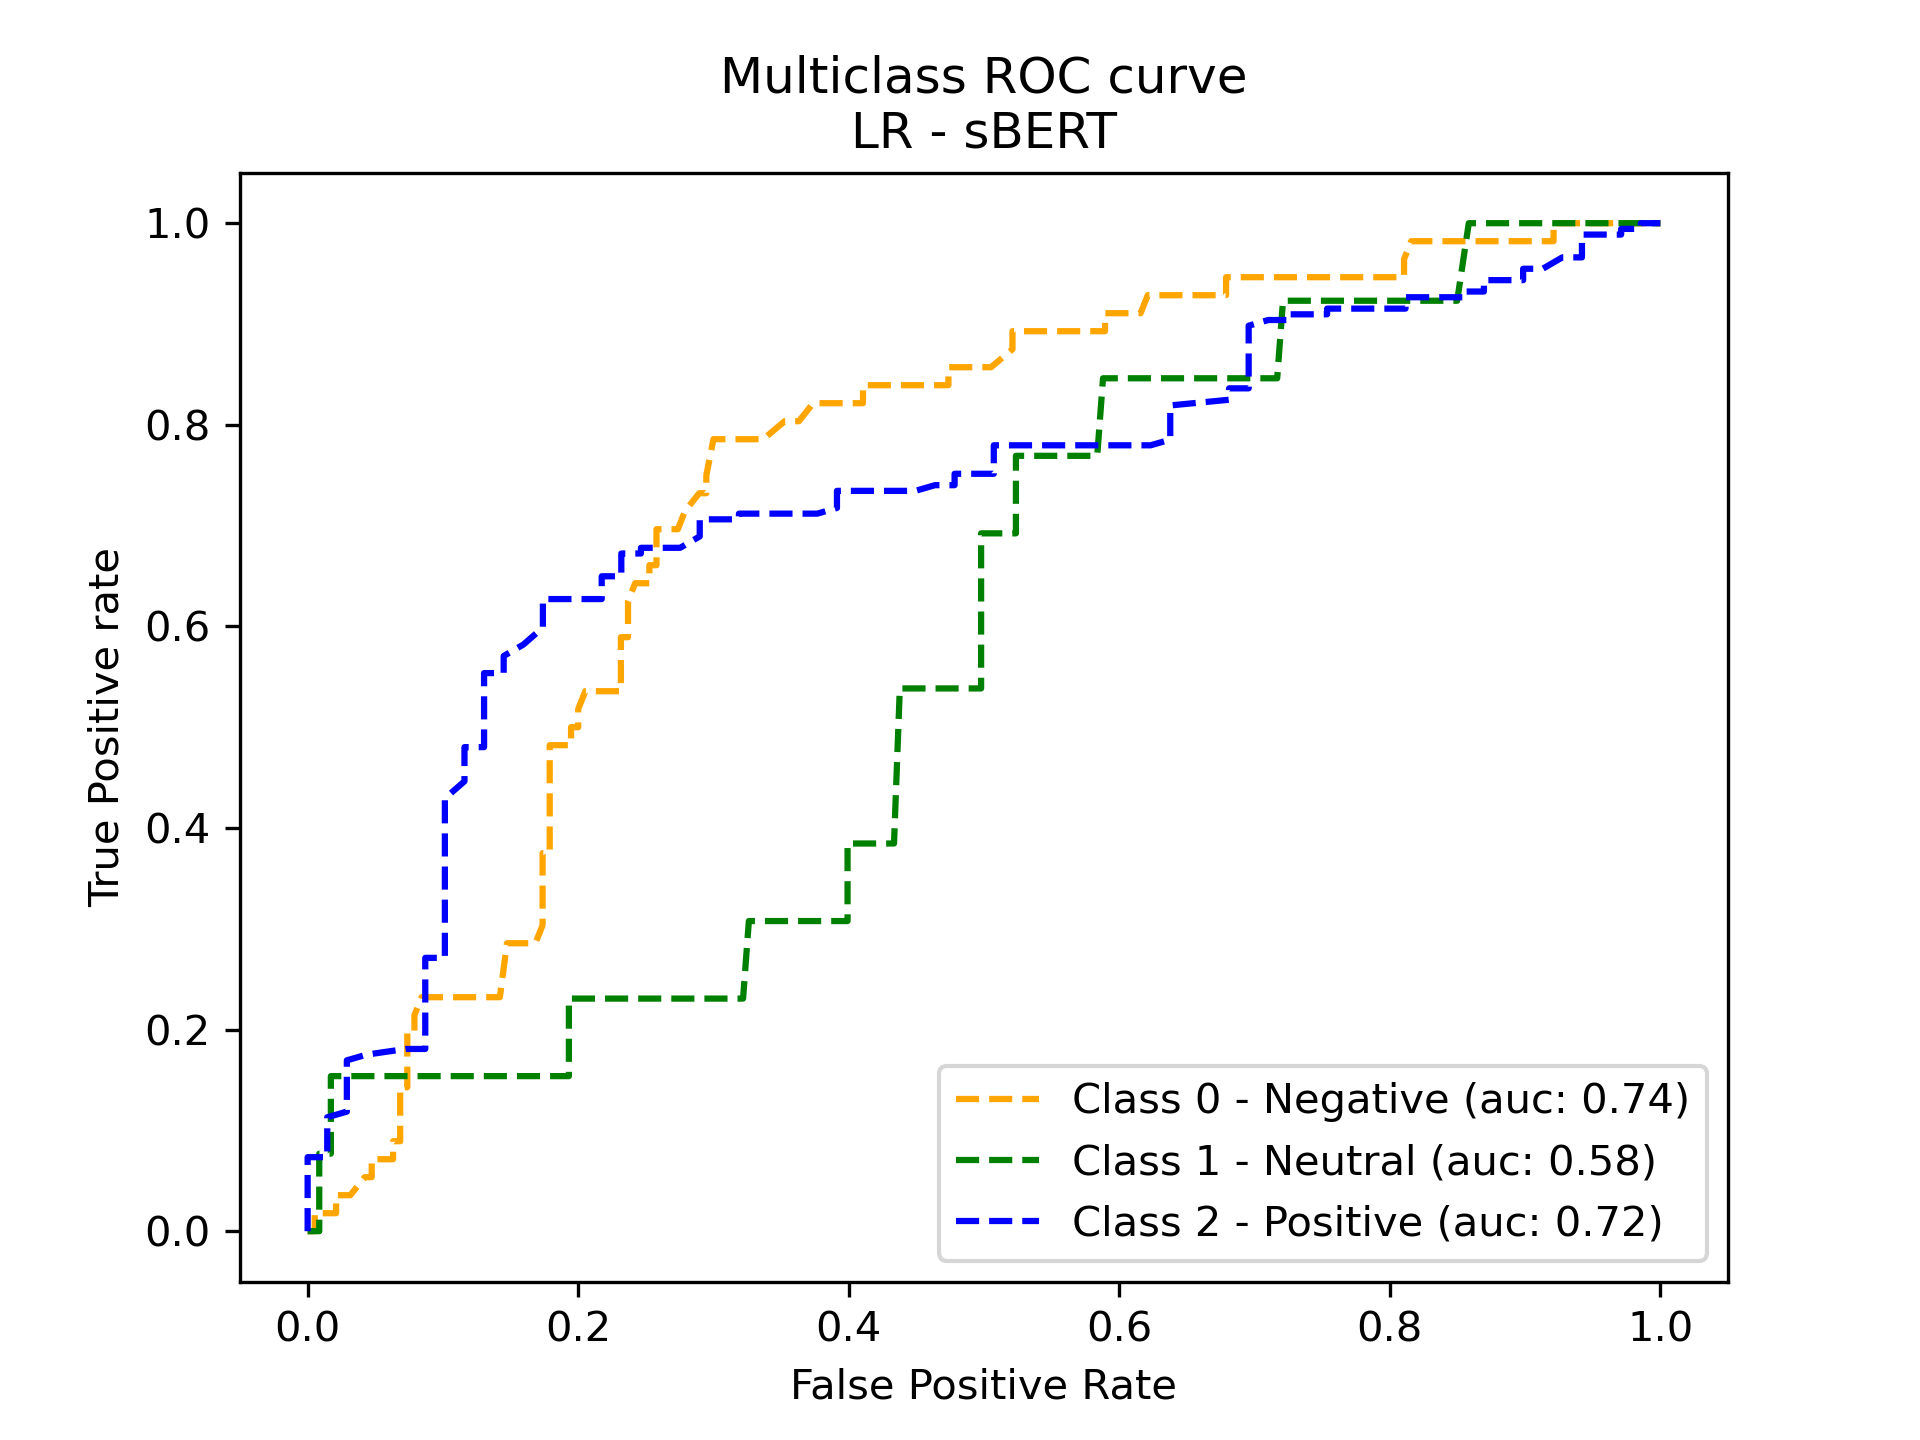 Multiclass ROC curve
LR - sBERT
True Positive rate
1.0
0.8
0.6
0.4
0.2
0.0
Class 0 - Negative (auc: 0.74)
Class 1 - Neutral (auc: 0.58)
Class 2 - Positive (auc: 0.72)
0.0 0.2 0.4 0.6 0.8 1.0
False Positive Rate